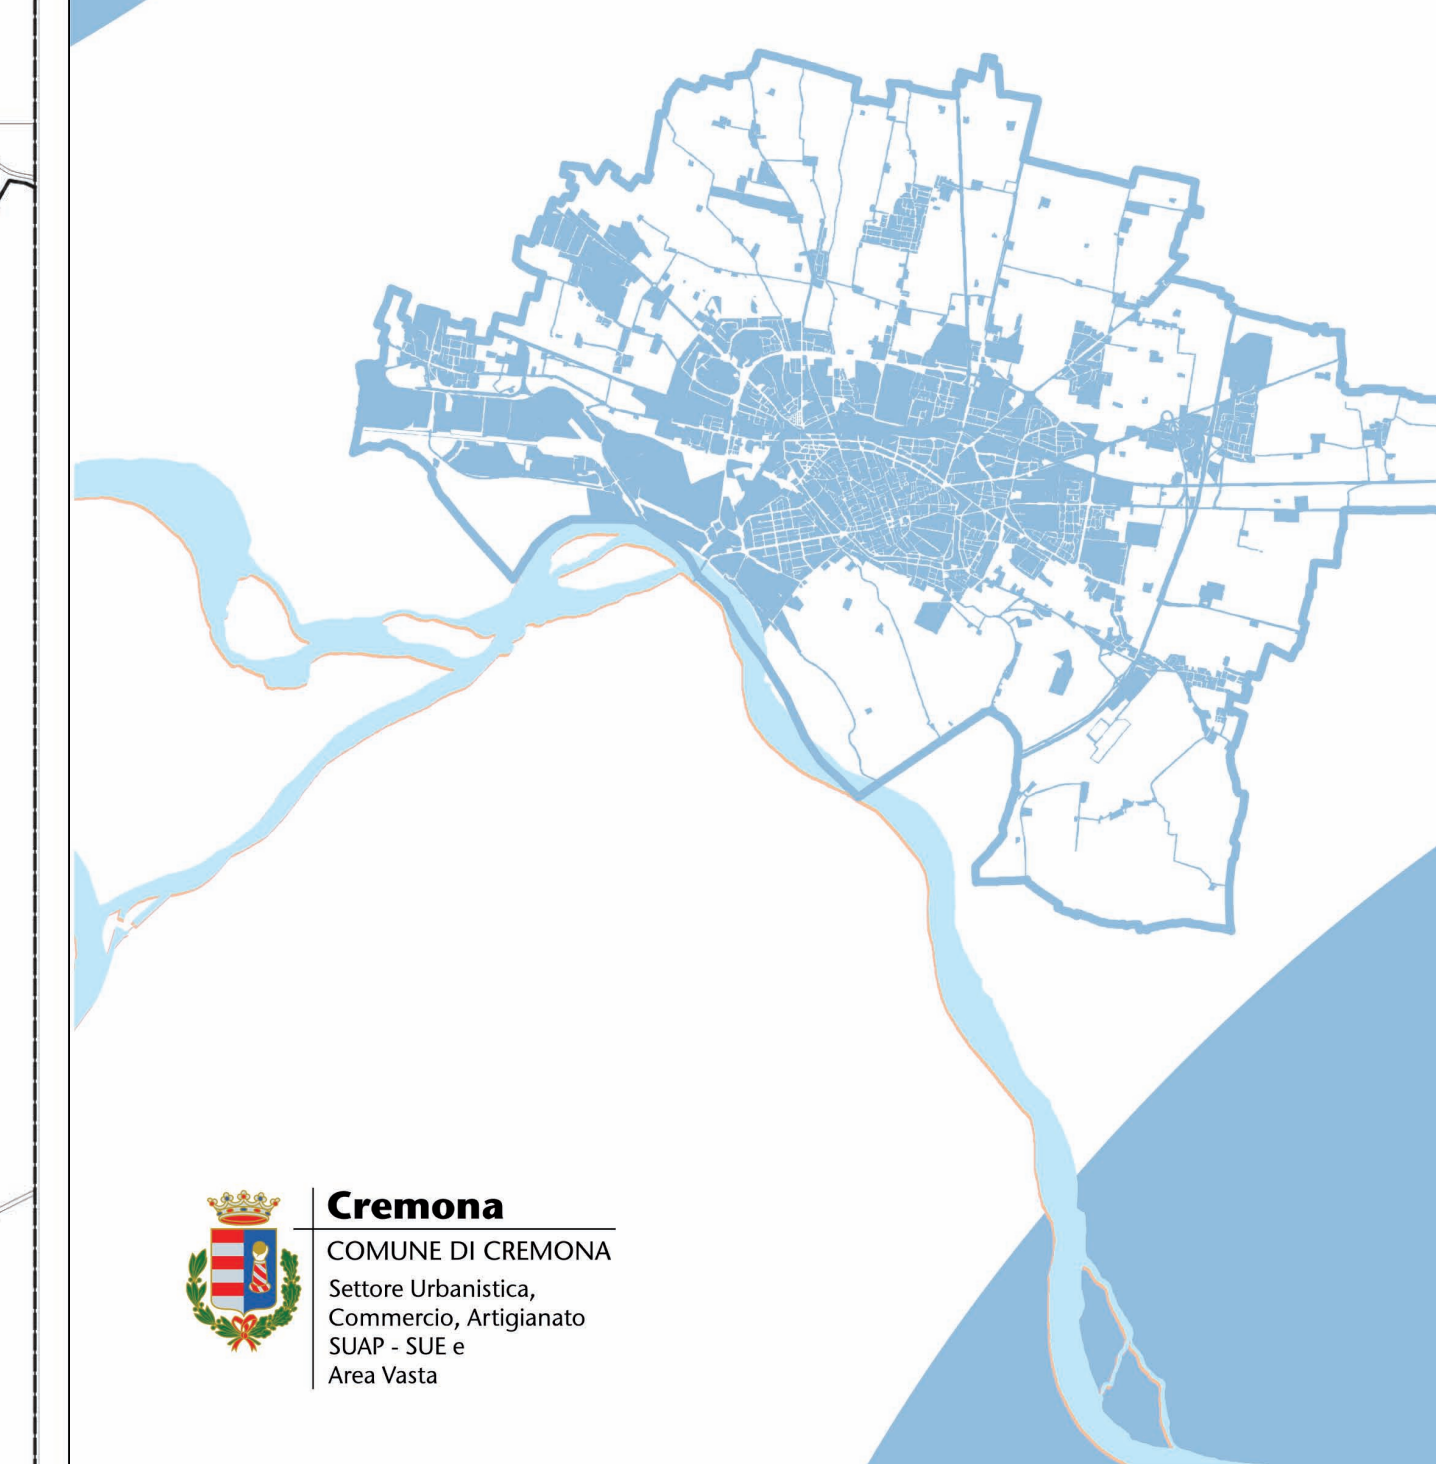 Cremona
COMUNE DI CREMONA
Settore Urbanistica,
Commercio, Artigianato
SUAP - SUE e
Area Vasta